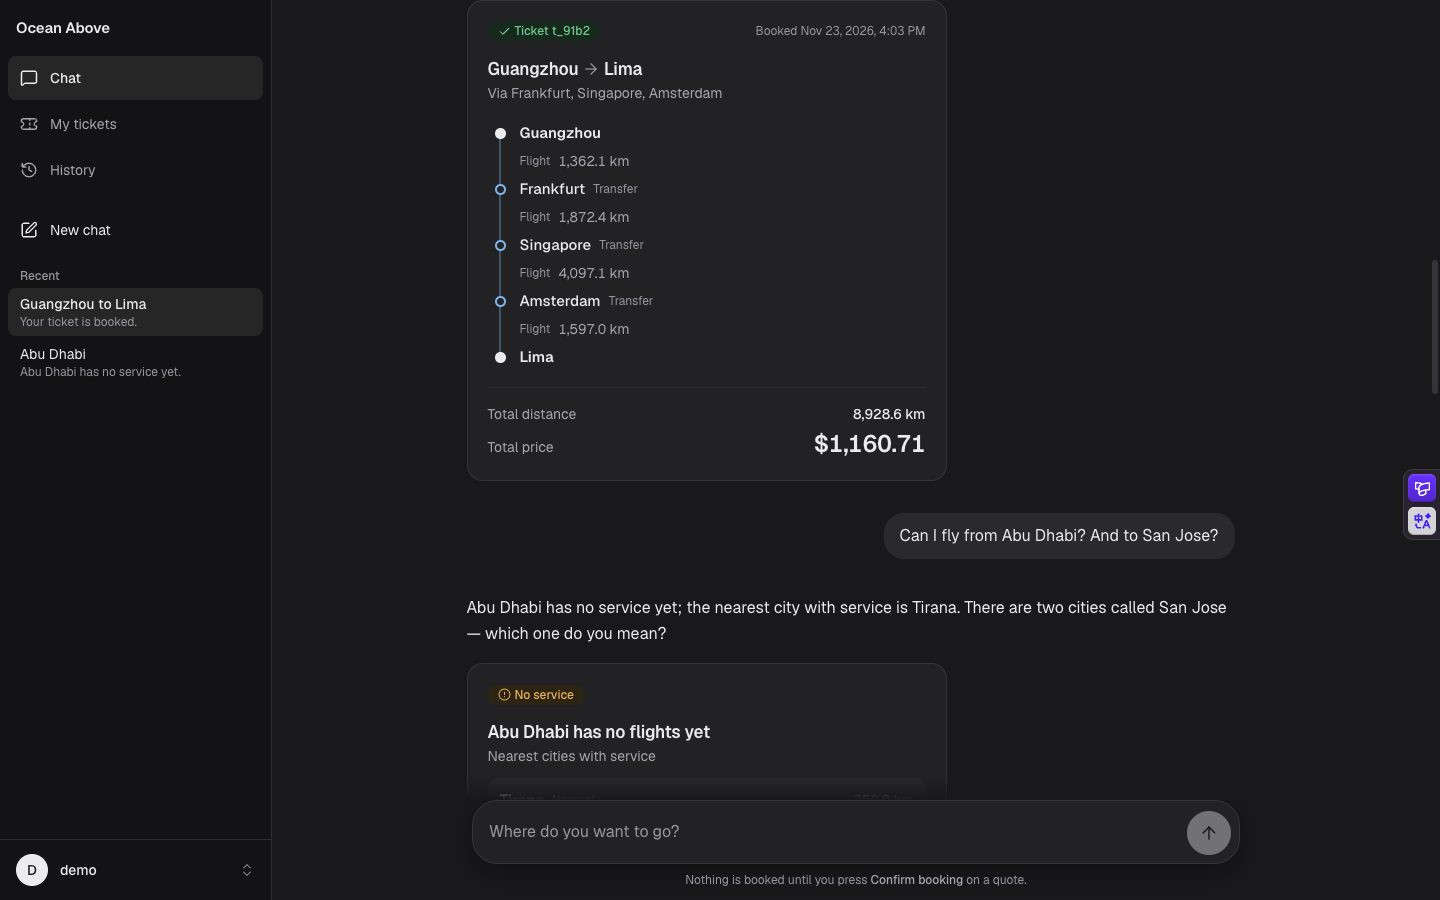 Ocean Above
Chat
My tickets
History
New chat
Recent
Guangzhou to Lima
Your ticket is booked.
Abu Dhabi
Abu Dhabi has no service yet.
D
demo
Ticket t_91b2
Booked Nov 23, 2026, 4:03 PM
Guangzhou → Lima
Via Frankfurt, Singapore, Amsterdam
Guangzhou
Flight 1,362.1 km
Frankfurt Transfer
Flight 1,872.4 km
Singapore Transfer
Flight 4,097.1 km
Amsterdam Transfer
Flight 1,597.0 km
Lima
Total distance 8,928.6 km
Total price $1,160.71
Can I fly from Abu Dhabi? And to San Jose?
Abu Dhabi has no service yet; the nearest city with service is Tirana. There are two cities called San Jose
— which one do you mean?
No service
Abu Dhabi has no flights yet
Nearest cities with service
Where do you want to go?
Nothing is booked until you press Confirm booking on a quote.